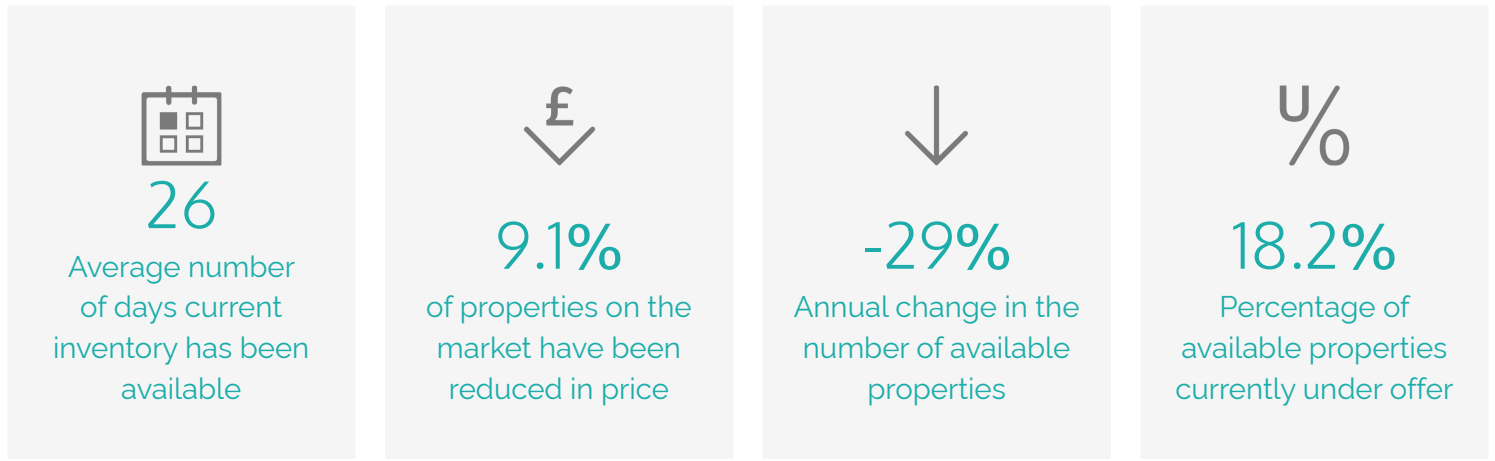 £
U%
26
Average number
of days current
inventory has been
available
9.1%
of properties on the
market have been
reduced in price
-29%
Annual change in the
number of available
properties
18.2%
Percentage of
available properties
currently under offer